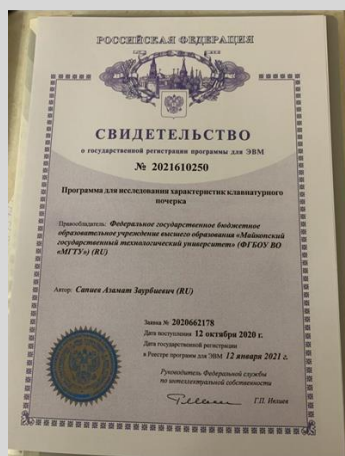 РОССИЙСКАЯ ФЕДЕРАЦИЯ
СВИДЕТЕЛЬСТВО
о государственной регистрации программы для ЭВМ
№ 2021610250
Программа для исследования характеристик клавиатурного
почерка
Правообладатель: Федеральное государственное бюджетное
образовательное учреждение высшего образования «Майкопский
государственный технологический университет» (ФГБОУ ВО
«МГТУ») (RU)
Автор: Сапиев Азамат Заурбиевич (RU)
Заявка № 2020662178
Дата поступления 12 октября 2020 г.
Дата государственной регистрации
в Реестре программ для ЭВМ 12 января 2021 г.
Руководитель Федеральной службы
по интеллектуальной собственности
Г.П. Ивлиев